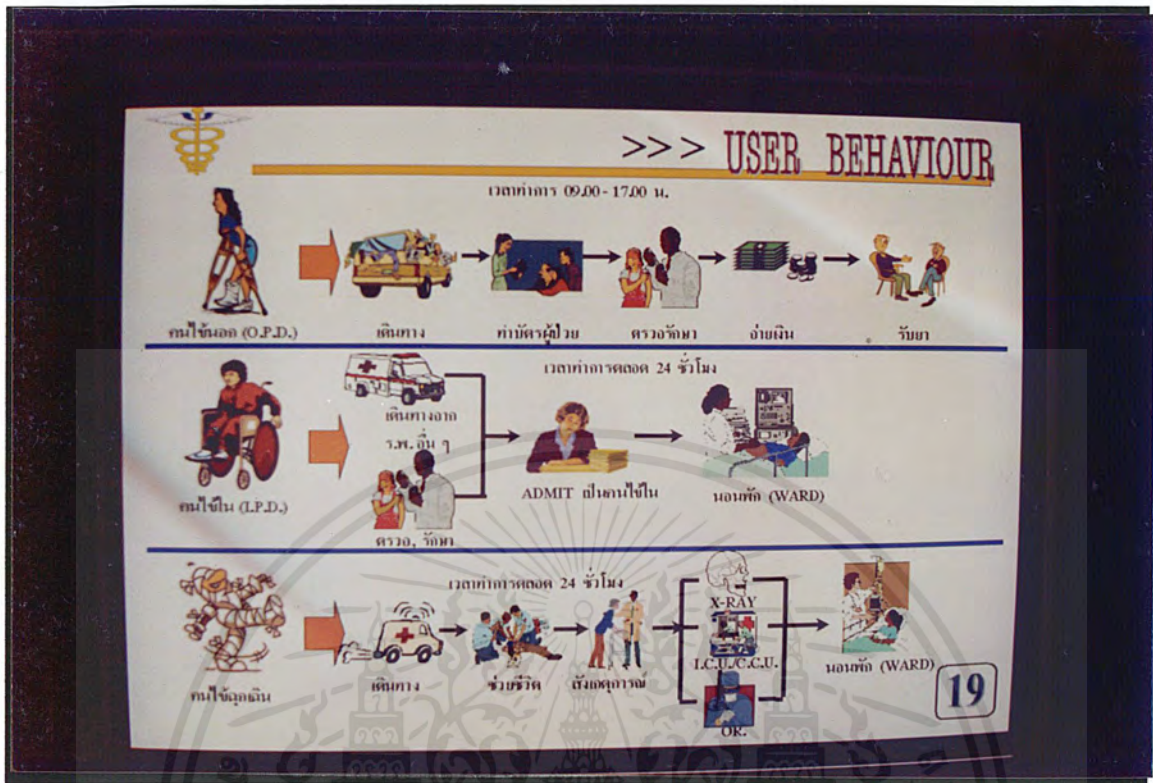 >>> USER BEHAVIOUR
เวลาทำการ 09.00 - 17.00 น.
คนไข้นอก (O.P.D.)
เดินทาง
ทำบัตรผู้ป่วย
ตรวจรักษา
จ่ายเงิน
รับยา
เวลาทำการตลอด 24 ชั่วโมง
เดินทางจาก
ร.พ. อื่น ๆ
ตรวจ, รักษา
คนไข้ใน (I.P.D.)
ADMIT เป็นคนไข้ใน
นอนพัก (WARD)
เวลาทำการตลอด 24 ชั่วโมง
คนไข้ฉุกเฉิน
เดินทาง
ช่วยชีวิต
สังเกตุการณ์
X-RAY
I.C.U./C.C.U.
OR.
นอนพัก (WARD)
19